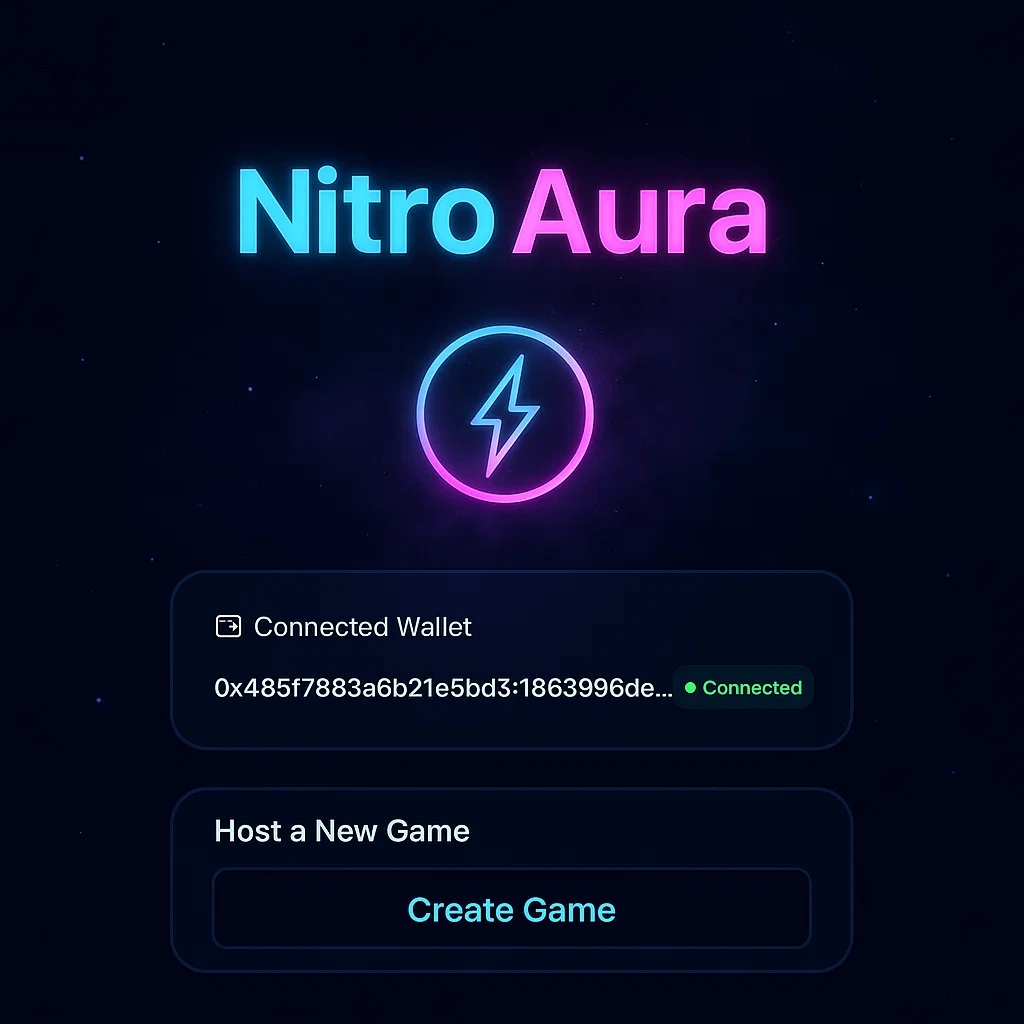 Nitro Aura
Connected Wallet
0x485f7883a6b21e5bd3:1863996de... Connected
Host a New Game
Create Game